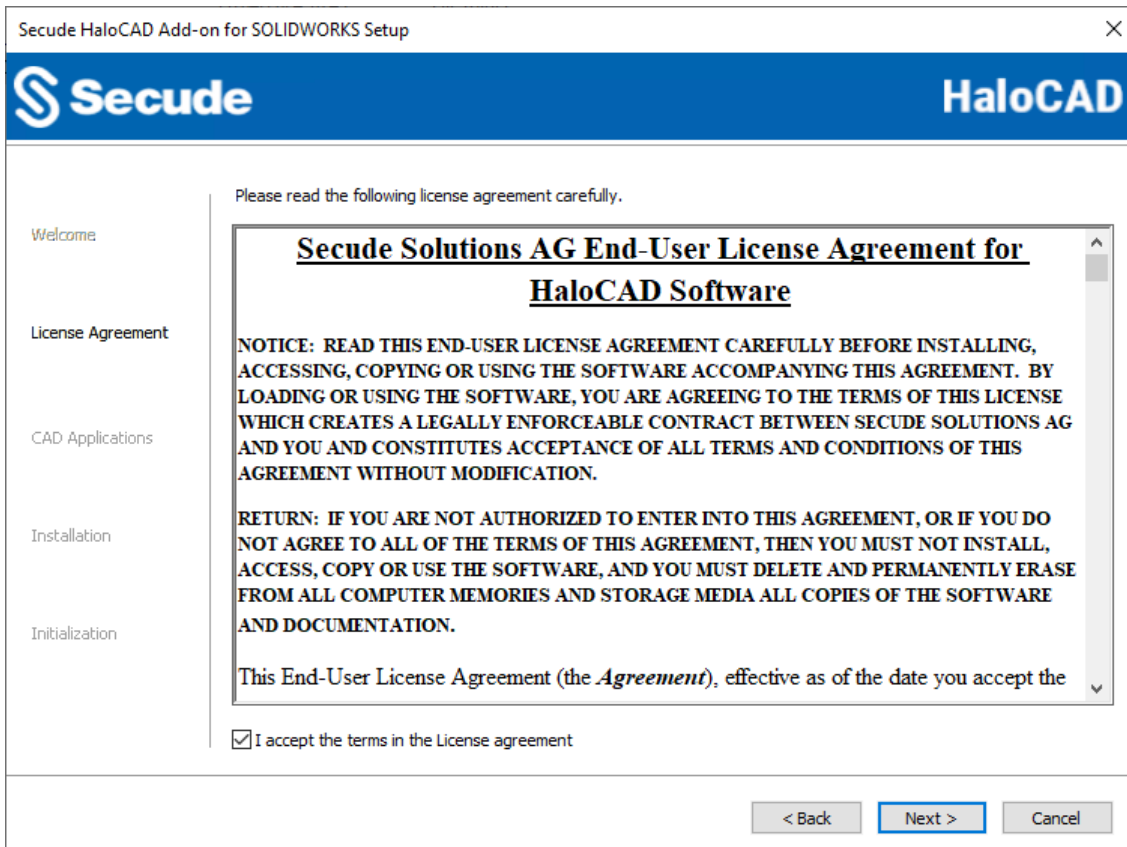 Secude HaloCAD Add-on for SOLIDWORKS Setup
Secude
HaloCAD
Welcome
License Agreement
CAD Applications
Installation
Initialization
Please read the following license agreement carefully.
Secude Solutions AG End-User License Agreement for
HaloCAD Software
NOTICE: READ THIS END-USER LICENSE AGREEMENT CAREFULLY BEFORE INSTALLING,
ACCESSING, COPYING OR USING THE SOFTWARE ACCOMPANYING THIS AGREEMENT. BY
LOADING OR USING THE SOFTWARE, YOU ARE AGREEING TO THE TERMS OF THIS LICENSE
WHICH CREATES A LEGALLY ENFORCEABLE CONTRACT BETWEEN SECUDE SOLUTIONS AG
AND YOU AND CONSTITUTES ACCEPTANCE OF ALL TERMS AND CONDITIONS OF THIS
AGREEMENT WITHOUT MODIFICATION.
RETURN: IF YOU ARE NOT AUTHORIZED TO ENTER INTO THIS AGREEMENT, OR IF YOU DO
NOT AGREE TO ALL OF THE TERMS OF THIS AGREEMENT, THEN YOU MUST NOT INSTALL,
ACCESS, COPY OR USE THE SOFTWARE, AND YOU MUST DELETE AND PERMANENTLY ERASE
FROM ALL COMPUTER MEMORIES AND STORAGE MEDIA ALL COPIES OF THE SOFTWARE
AND DOCUMENTATION.
This End-User License Agreement (the Agreement), effective as of the date you accept the
I accept the terms in the License agreement
< Back
Next >
Cancel